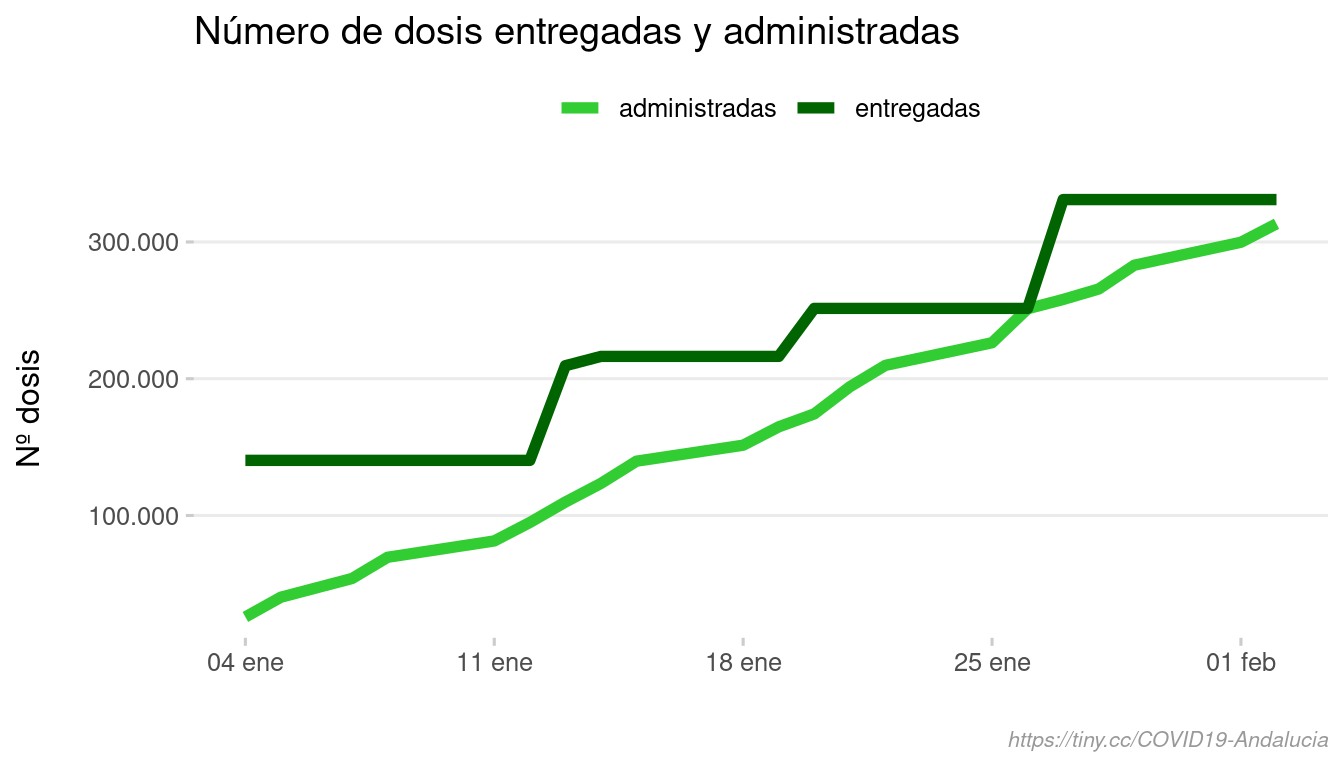 Número de dosis entregadas y administradas
administradas entregadas
Nº dosis
300.000
200.000
100.000
04 ene 11 ene 18 ene 25 ene 01 feb
https://tiny.cc/COVID19-Andalucia